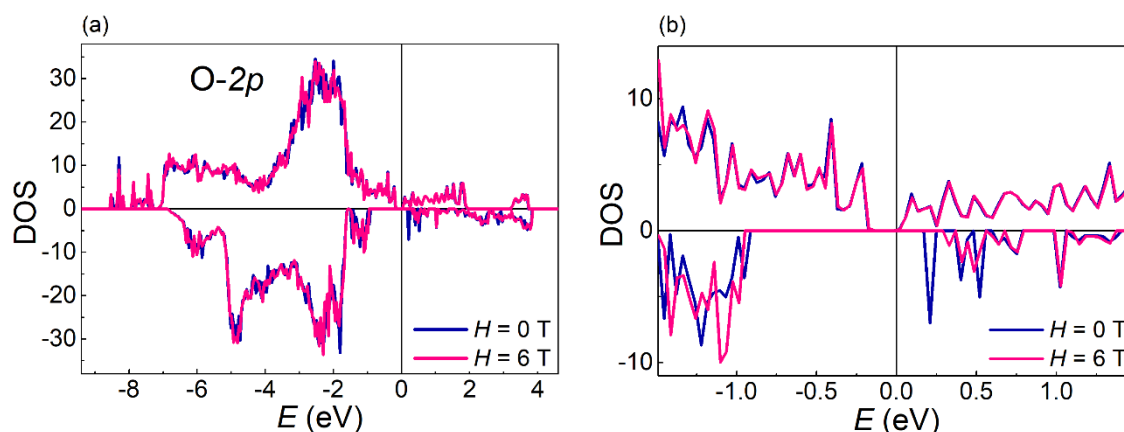 (a)
O-2p
DOS
30
20
10
0
-10
-20
-30
H = 0 T
H = 6 T
-8 -6 -4 -2 0 2 4
E (eV)
(b)
DOS
10
0
-10
H = 0 T
H = 6 T
-1.0 -0.5 0.0 0.5 1.0
E (eV)